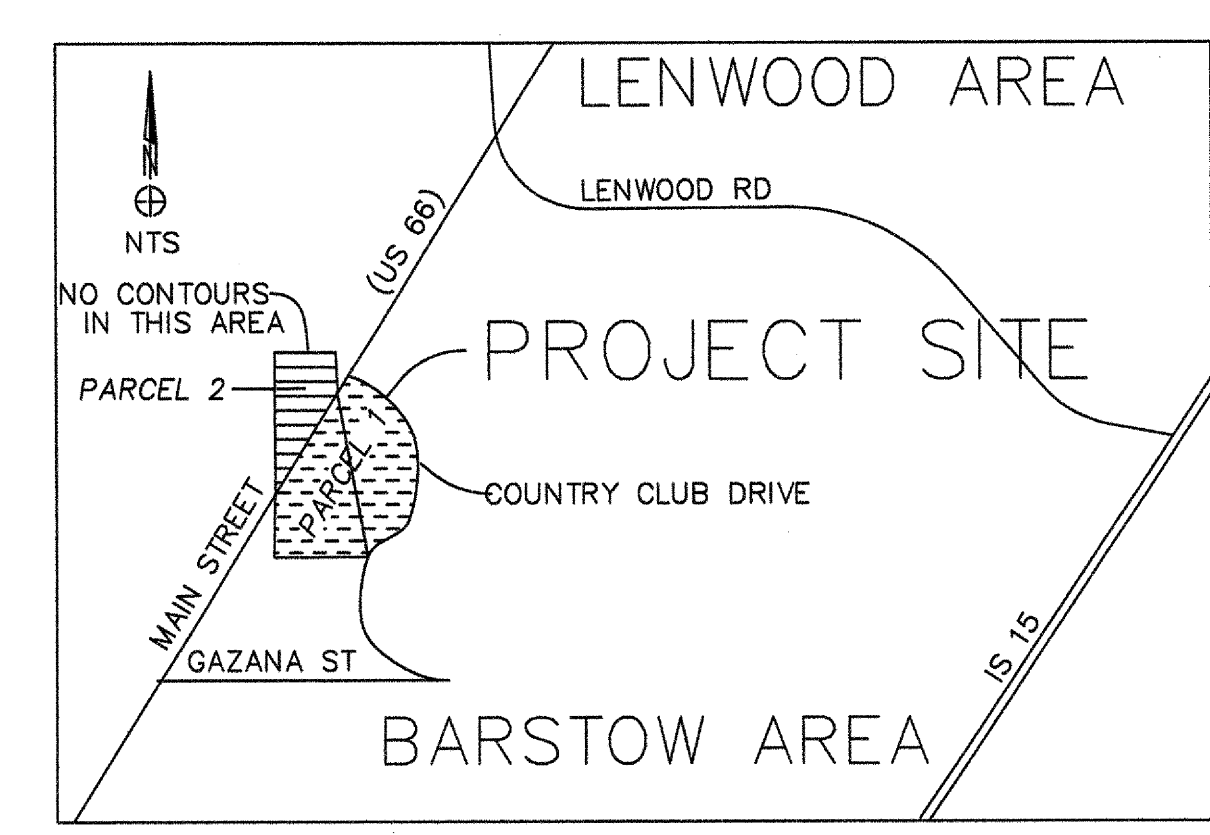 LENWOOD AREA
N
NTS
LENWOOD RD
(US 66)
NO CONTOURS
IN THIS AREA
PROJECT SITE
PARCEL 2
PARCEL 1
COUNTRY CLUB DRIVE
MAIN STREET
IS 15
GAZANA ST
BARSTOW AREA